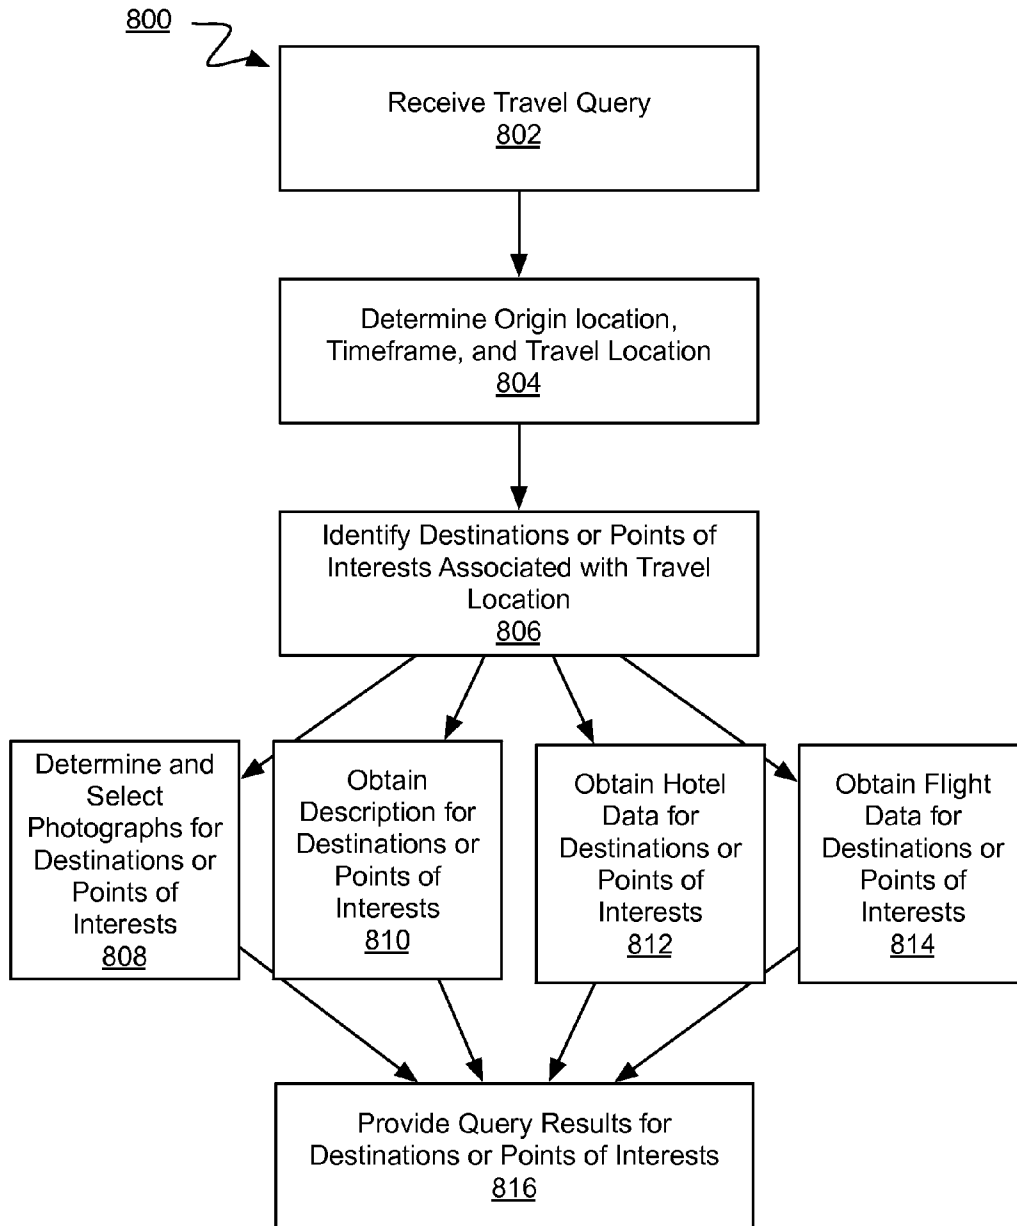 800
Receive Travel Query
802
Determine Origin location,
Timeframe, and Travel Location
804
Identify Destinations or Points of
Interests Associated with Travel
Location
806
Determine and
Select
Photographs for
Destinations or
Points of
Interests
808
Obtain
Description for
Destinations or
Points of
Interests
810
Obtain Hotel
Data for
Destinations or
Points of
Interests
812
Obtain Flight
Data for
Destinations or
Points of
Interests
814
Provide Query Results for
Destinations or Points of Interests
816